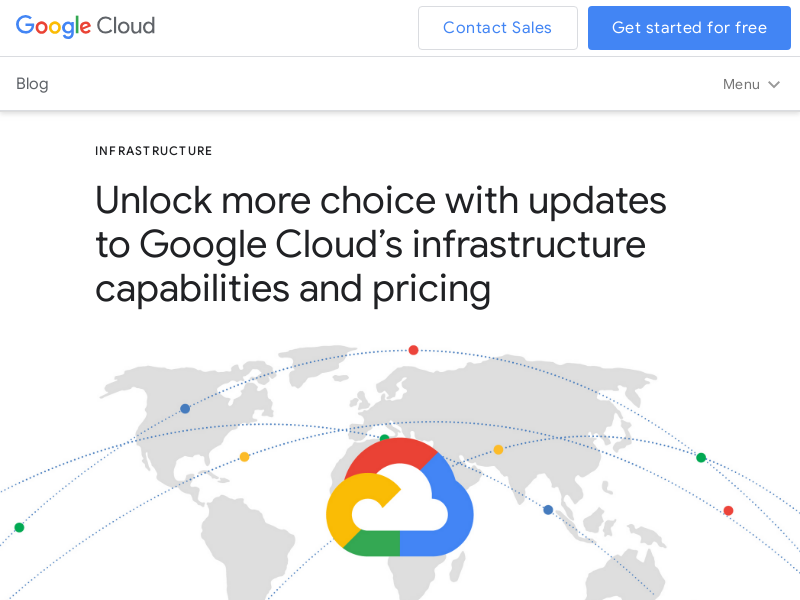 Google Cloud
Contact Sales
Get started for free
Blog
Menu
INFRASTRUCTURE
Unlock more choice with updates
to Google Cloud’s infrastructure
capabilities and pricing